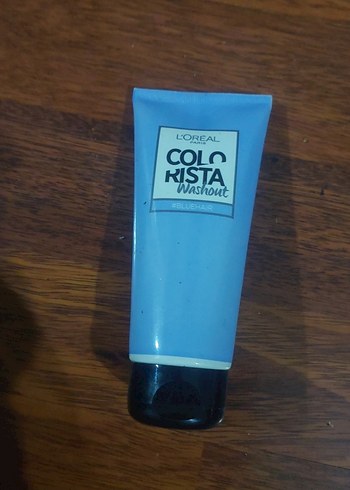 L'ORÉAL
PARIS
COLO
RISTA
Washout
#BLUEHAIR